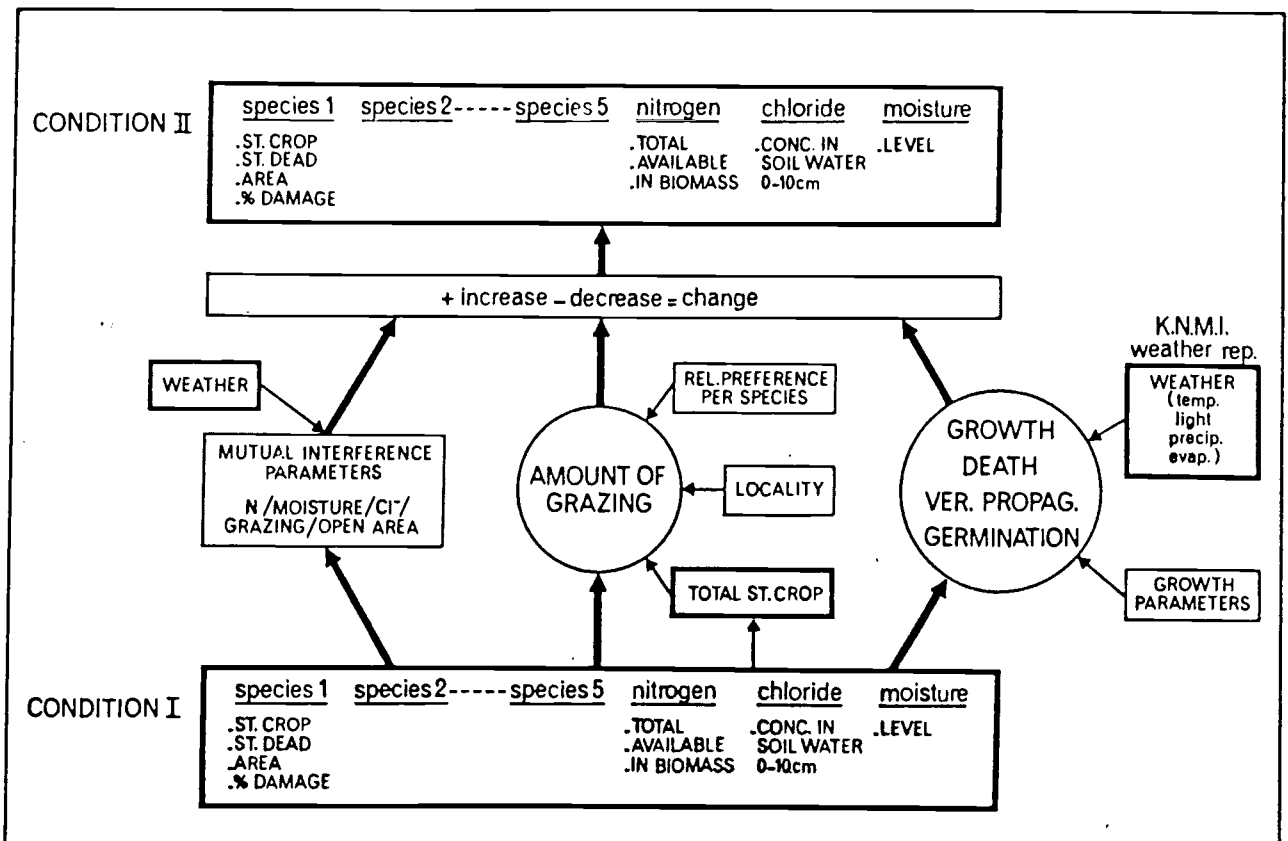 CONDITION II
species 1 species 2 ----- species 5 nitrogen chloride moisture
.ST. CROP .TOTAL .CONC. IN .LEVEL
.ST. DEAD .AVAILABLE SOIL WATER
.AREA .IN BIOMASS 0-10cm
.% DAMAGE
+ increase - decrease = change
WEATHER
MUTUAL INTERFERENCE
PARAMETERS
N/MOISTURE/Cl⁻/
GRAZING/OPEN AREA
AMOUNT OF
GRAZING
REL. PREFERENCE
PER SPECIES
LOCALITY
TOTAL ST. CROP
GROWTH
DEATH
VER. PROPAG.
GERMINATION
K.N.M.I.
weather rep.
WEATHER
(temp.
light
precip.
evap.)
GROWTH
PARAMETERS
CONDITION I
species 1 species 2 ----- species 5 nitrogen chloride moisture
.ST. CROP .TOTAL .CONC. IN .LEVEL
.ST. DEAD .AVAILABLE SOIL WATER
.AREA .IN BIOMASS 0-10cm
.% DAMAGE